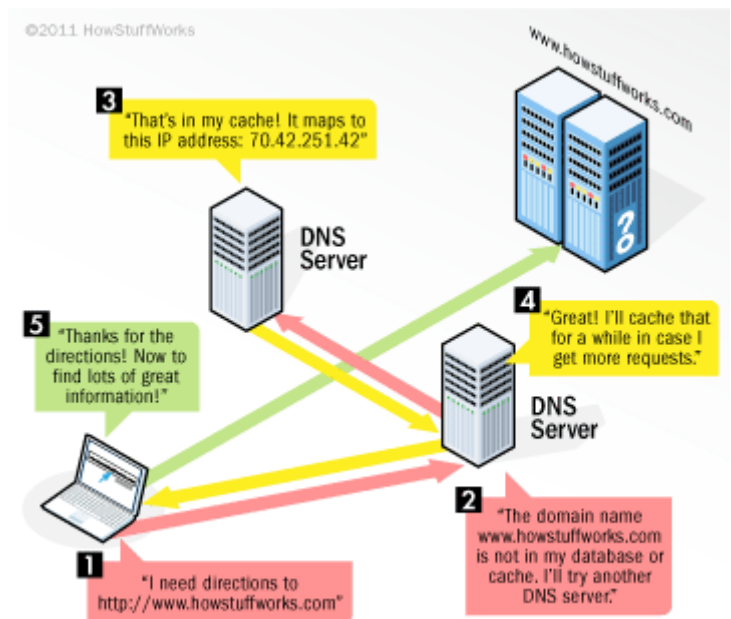 ©2011 HowStuffWorks
www.howstuffworks.com
3
"That's in my cache! It maps to
this IP address: 70.42.251.42"
DNS
Server
4
"Great! I'll cache that
for a while in case I
get more requests."
5
"Thanks for the
directions! Now to
find lots of great
information!"
DNS
Server
2
"The domain name
www.howstuffworks.com
is not in my database or
cache. I'll try another
DNS server."
1
"I need directions to
http://www.howstuffworks.com"